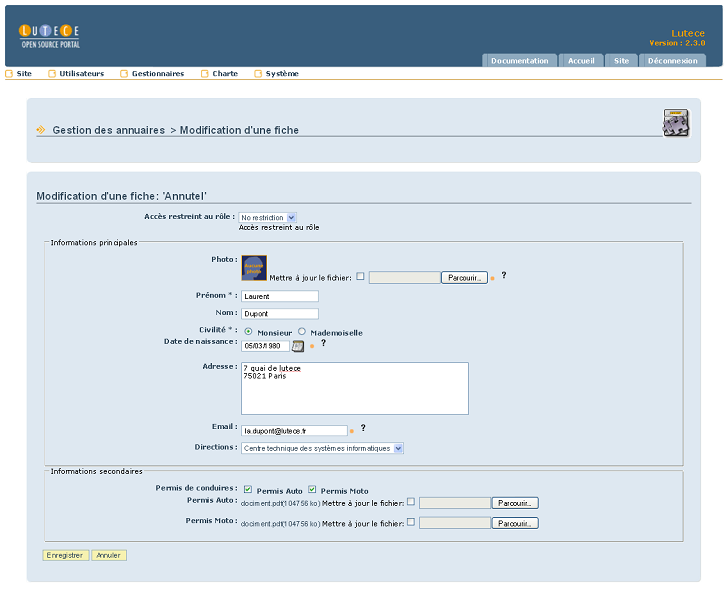 LUTECE
OPEN SOURCE PORTAL
Lutece
Version : 2.3.0
Documentation Accueil Site Déconnexion
Site Utilisateurs Gestionnaires Charte Système
Gestion des annuaires > Modification d'une fiche
Modification d'une fiche: 'Annutel'
Accès restreint au rôle : No restriction
Accès restreint au rôle
Informations principales
Photo : Mettre à jour le fichier: Parcourir... ?
Prénom * : Laurent
Nom : Dupont
Civilité * : Monsieur Mademoiselle
Date de naissance : 05/03/1980 ?
Adresse : 7 quai de lutece
75021 Paris
Email : la.dupont@lutece.fr ?
Directions : Centre technique des systèmes informatiques
Informations secondaires
Permis de conduires : Permis Auto Permis Moto
Permis Auto : dociment.pdf(104756 ko) Mettre à jour le fichier: Parcourir...
Permis Moto : dociment.pdf(104756 ko) Mettre à jour le fichier: Parcourir...
Enregistrer Annuler